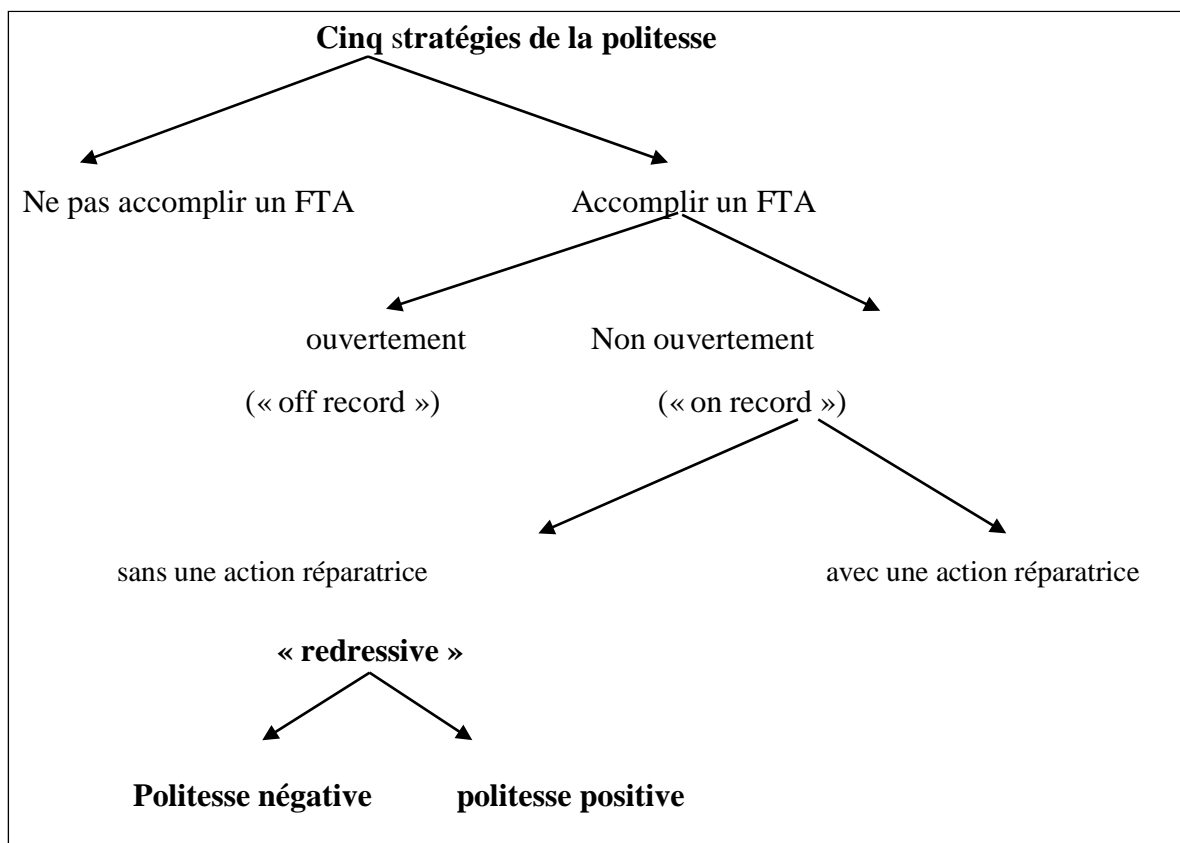 Cinq stratégies de la politesse
Ne pas accomplir un FTA
Accomplir un FTA
ouvertement
Non ouvertement
(« off record »)
(« on record »)
sans une action réparatrice
avec une action réparatrice
« redressive »
Politesse négative
politesse positive